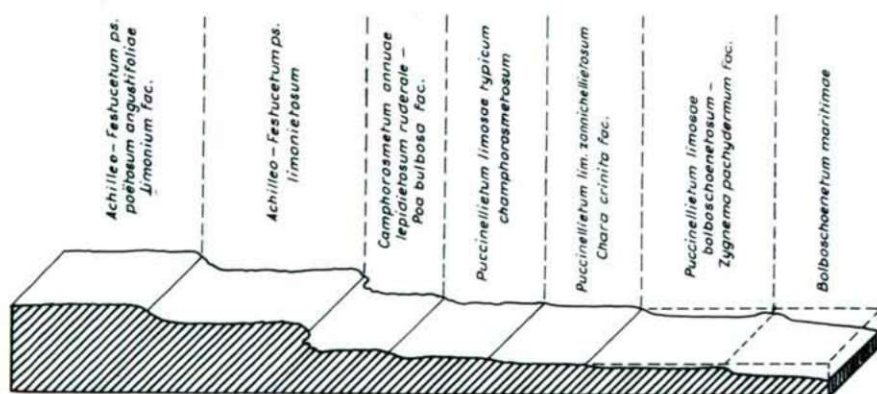 Achilleo-Festucetum ps.
poëtosum angustifoliae
Limonium fac.
Achilleo-Festucetum ps.
limonietosum
Camphorosmetum annuae
lepidietosum ruderale –
Poa bulbosa fac.
Puccinellietum limosae typicum
champhorosmetosum
Puccinellietum lim. zannichellietosum
Chara crinita fac.
Puccinellietum limosae
bolboschoenetosum –
Zygnema pachydermum fac.
Bolboschoenetum maritimae